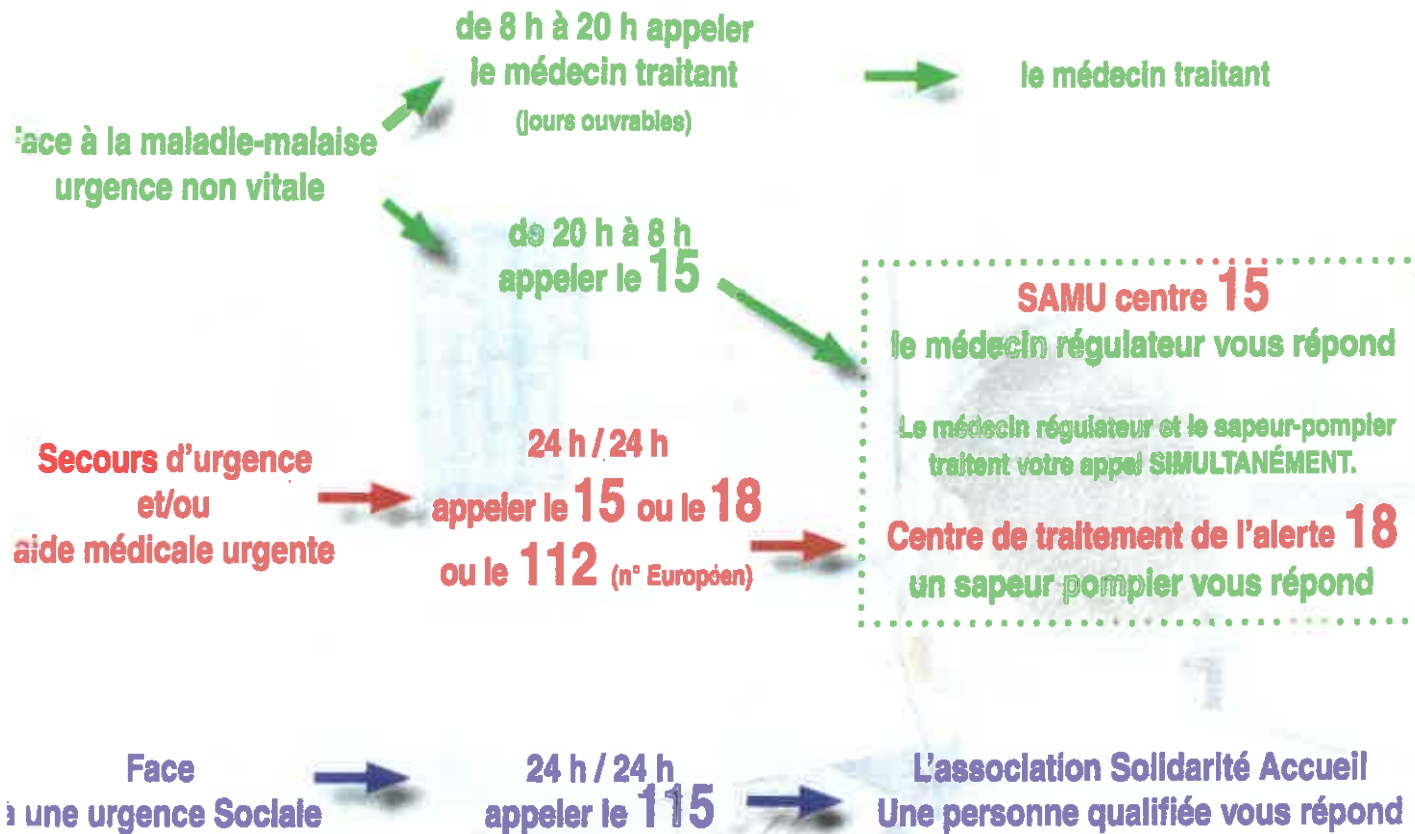 de 8 h à 20 h appeler
le médecin traitant
(jours ouvrables)
le médecin traitant
face à la maladie-malaise
urgence non vitale
de 20 h à 8 h
appeler le 15
SAMU centre 15
le médecin régulateur vous répond
Le médecin régulateur et le sapeur-pompier
traitent votre appel SIMULTANÉMENT.
Secours d'urgence
et/ou
aide médicale urgente
24 h / 24 h
appeler le 15 ou le 18
ou le 112 (n° Européen)
Centre de traitement de l'alerte 18
un sapeur pompier vous répond
Face
à une urgence Sociale
24 h / 24 h
appeler le 115
L'association Solidarité Accueil
Une personne qualifiée vous répond